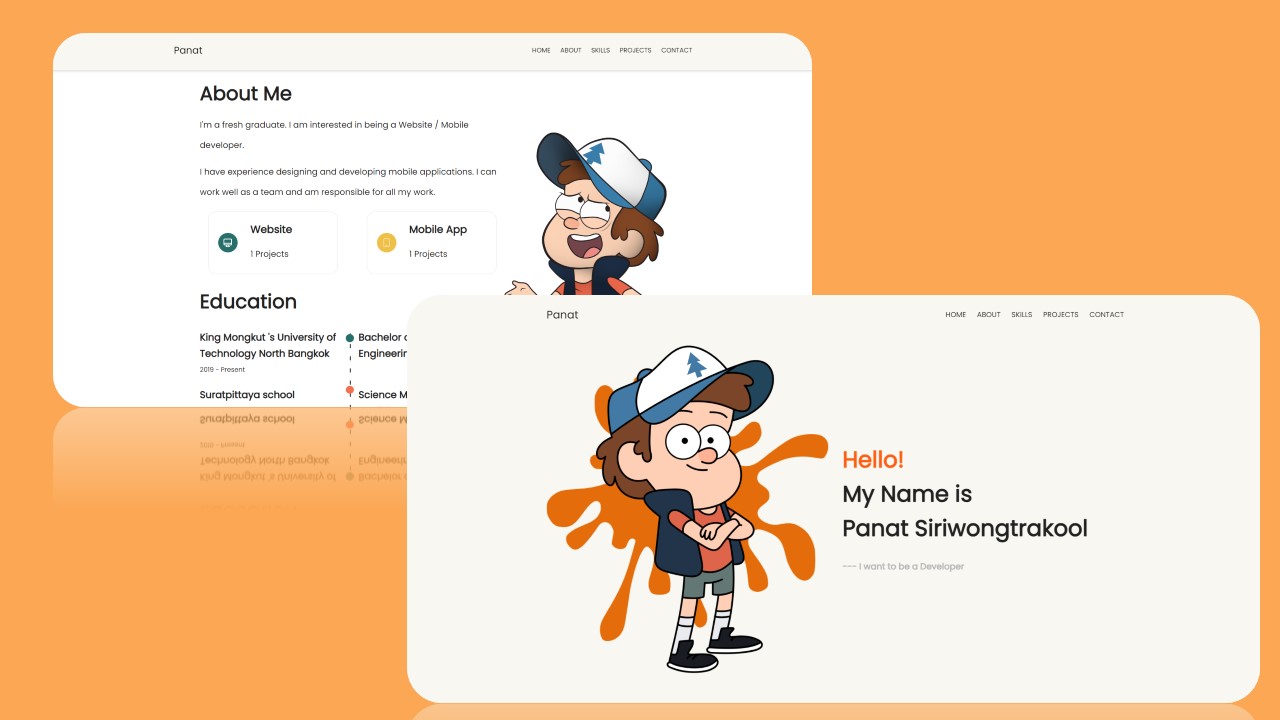 Panat
HOME ABOUT SKILLS PROJECTS CONTACT
About Me
I'm a fresh graduate. I am interested in being a Website / Mobile
developer.
I have experience designing and developing mobile applications. I can
work well as a team and am responsible for all my work.
Website
1 Projects
Mobile App
1 Projects
Education
King Mongkut 's University of
Technology North Bangkok
2019 - Present
Bachelor
Engineerin
Suratpittaya school
Science M
Panat
HOME ABOUT SKILLS PROJECTS CONTACT
Hello!
My Name is
Panat Siriwongtrakool
~~~ I want to be a Developer